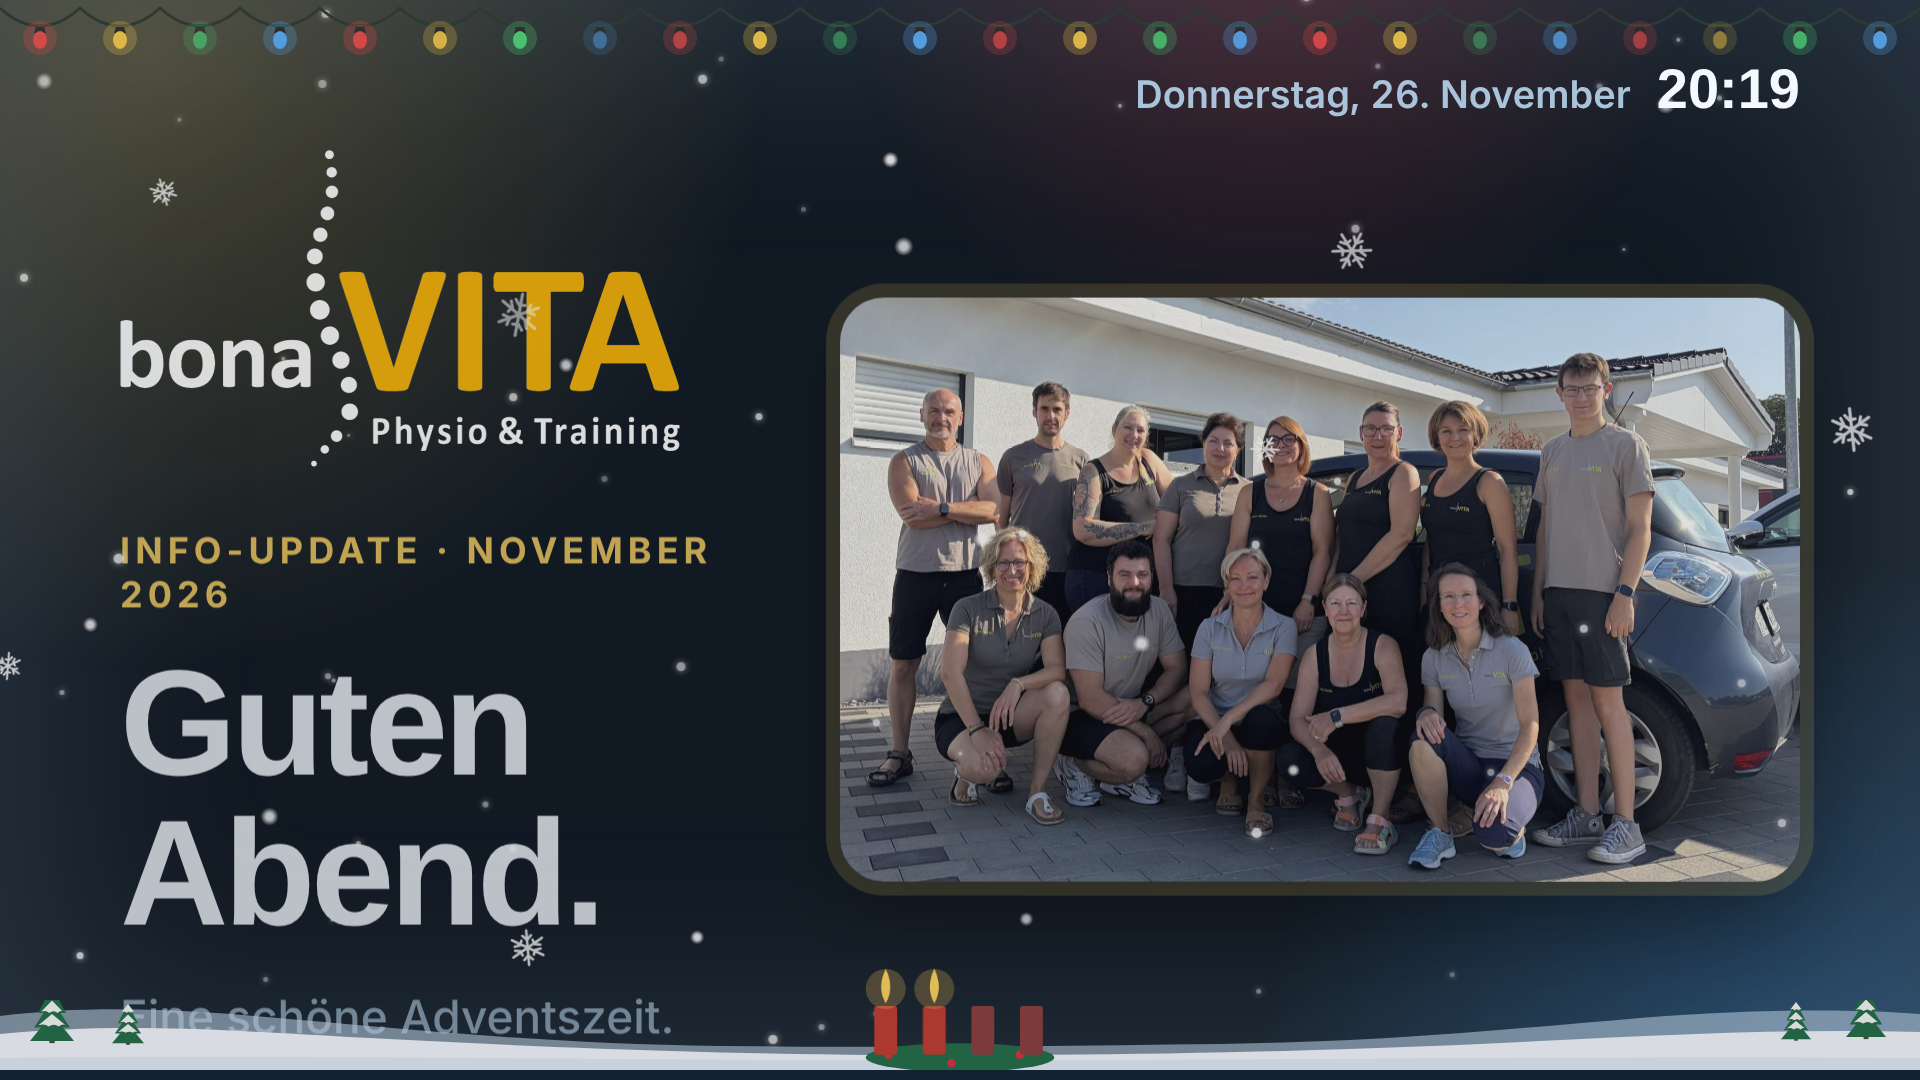 Donnerstag, 26. November 20:19
bona VITA
Physio & Training
INFO-UPDATE · NOVEMBER
2026
Guten
Abend.
Eine schöne Adventszeit.